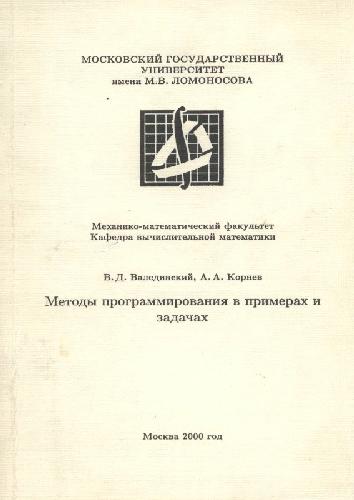 МОСКОВСКИЙ ГОСУДАРСТВЕННЫЙ
УНИВЕРСИТЕТ
имени М.В. ЛОМОНОСОВА
Механико-математический факультет
Кафедра вычислительной математики
В. Д. Валединский, А. А. Корнев
Методы программирования в примерах и
задачах
Москва 2000 год